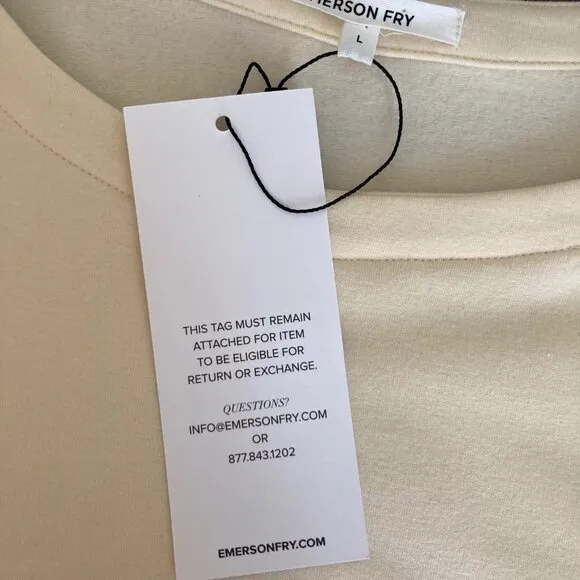 MERSON FRY
L
THIS TAG MUST REMAIN
ATTACHED FOR ITEM
TO BE ELIGIBLE FOR
RETURN OR EXCHANGE.
QUESTIONS?
INFO@EMERSONFRY.COM
OR
877.843.1202
EMERSONFRY.COM